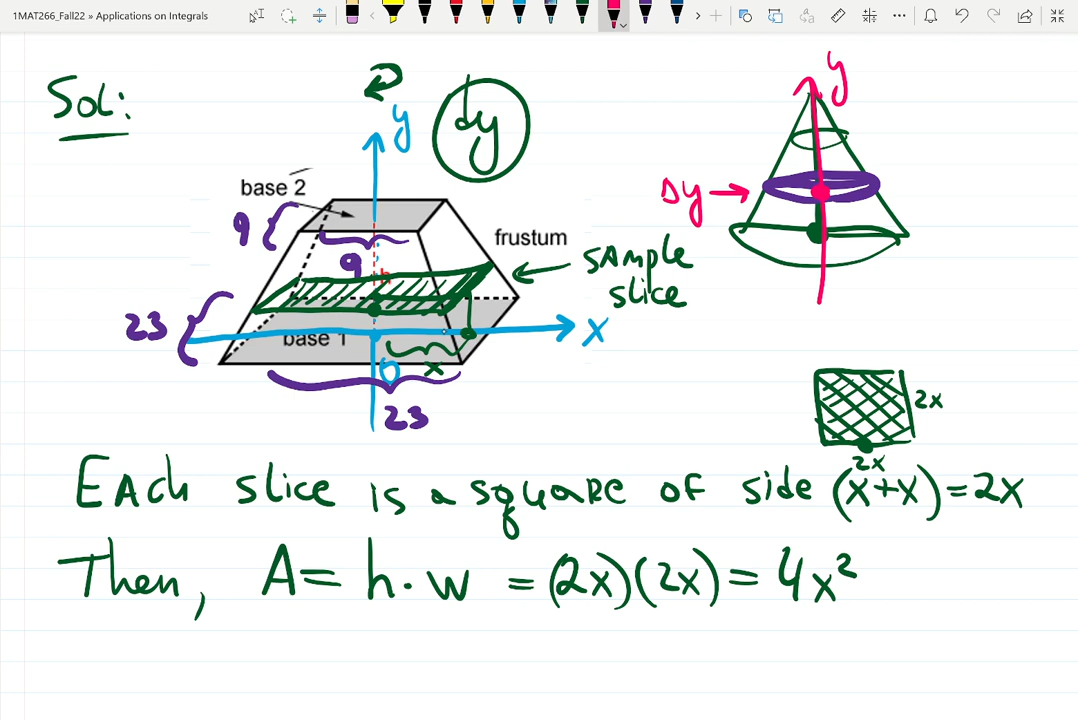 1MAT266_Fall22 » Applications on Integrals
Sol:
y
dy
base 2
9
9
h
frustum
SAMPLE
slice
23
base 1
x
O
x
23
y
Δy →
2x
2x
EACh slice is a square of side (x+x)=2x
Then, A = h·w = (2x)(2x) = 4x²